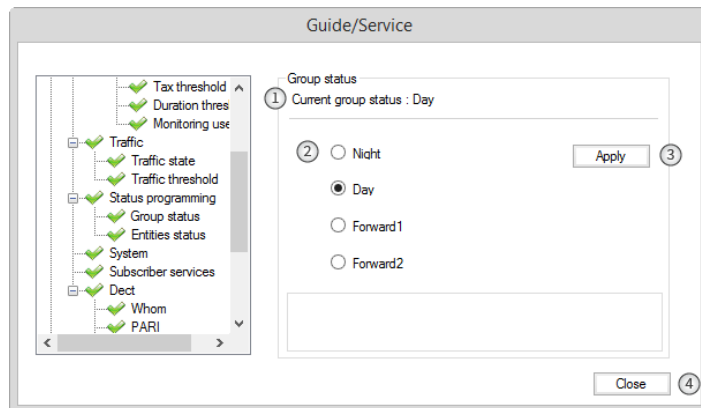 Guide/Service
Tax threshold
Duration thres
Monitoring use
Traffic
Traffic state
Traffic threshold
Status programming
Group status
Entities status
System
Subscriber services
Dect
Whom
PARI
Group status
1 Current group status : Day
2 Night
Apply 3
Day
Forward1
Forward2
Close 4